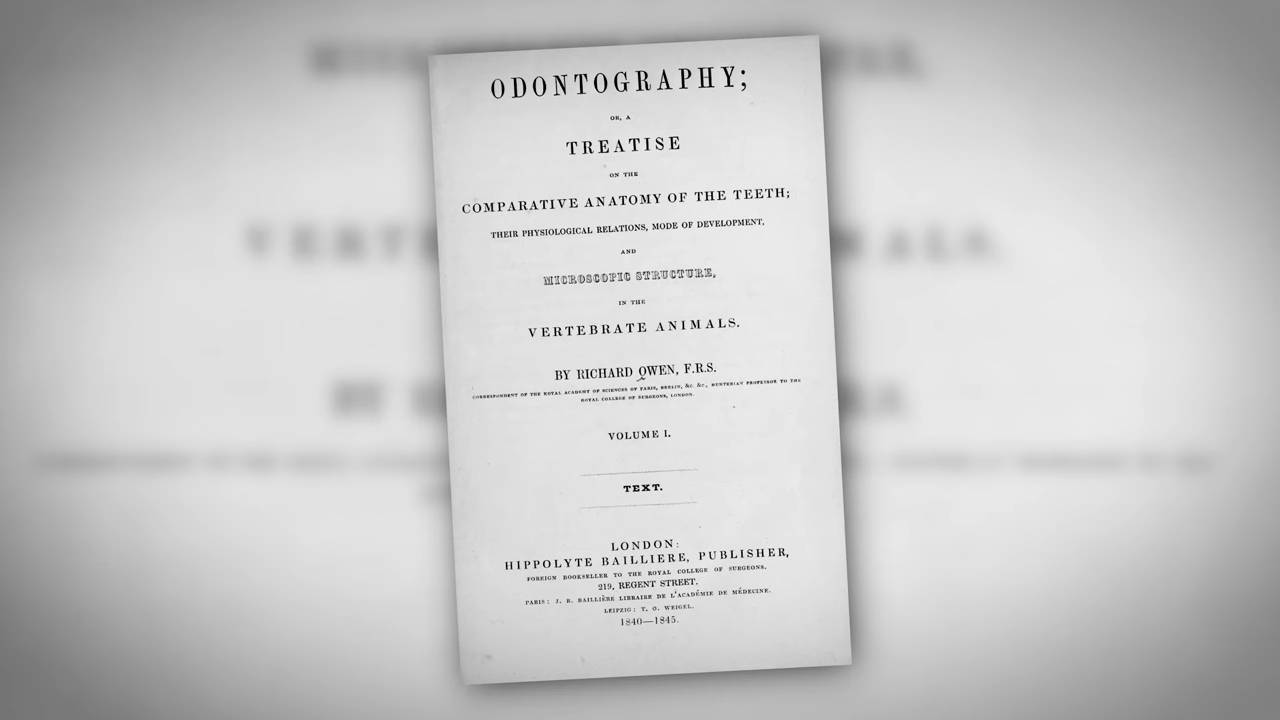 ODONTOGRAPHY;
OR, A
TREATISE
ON THE
COMPARATIVE ANATOMY OF THE TEETH;
THEIR PHYSIOLOGICAL RELATIONS, MODE OF DEVELOPMENT,
AND
MICROSCOPIC STRUCTURE,
IN THE
VERTEBRATE ANIMALS.
BY RICHARD OWEN, F.R.S.
CORRESPONDENT OF THE ROYAL ACADEMY OF SCIENCES OF PARIS, BERLIN, &c. &c., HUNTERIAN PROFESSOR TO THE
ROYAL COLLEGE OF SURGEONS, LONDON.
VOLUME I.
TEXT.
LONDON:
HIPPOLYTE BAILLIERE, PUBLISHER,
FOREIGN BOOKSELLER TO THE ROYAL COLLEGE OF SURGEONS.
219, REGENT STREET.
PARIS: J. B. BAILLIÈRE LIBRAIRE DE L'ACADÉMIE DE MÉDECINE.
LEIPZIG: T. O. WEIGEL.
1840—1845.